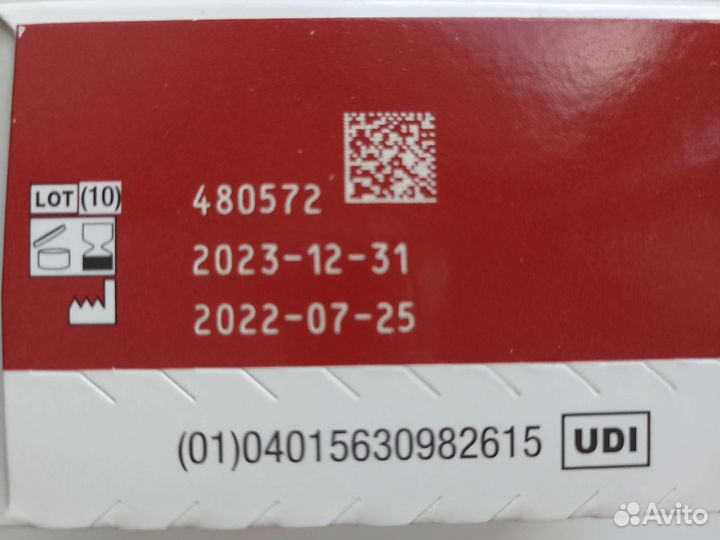 LOT (10) 480572
2023-12-31
2022-07-25
(01)04015630982615 UDI
Avito